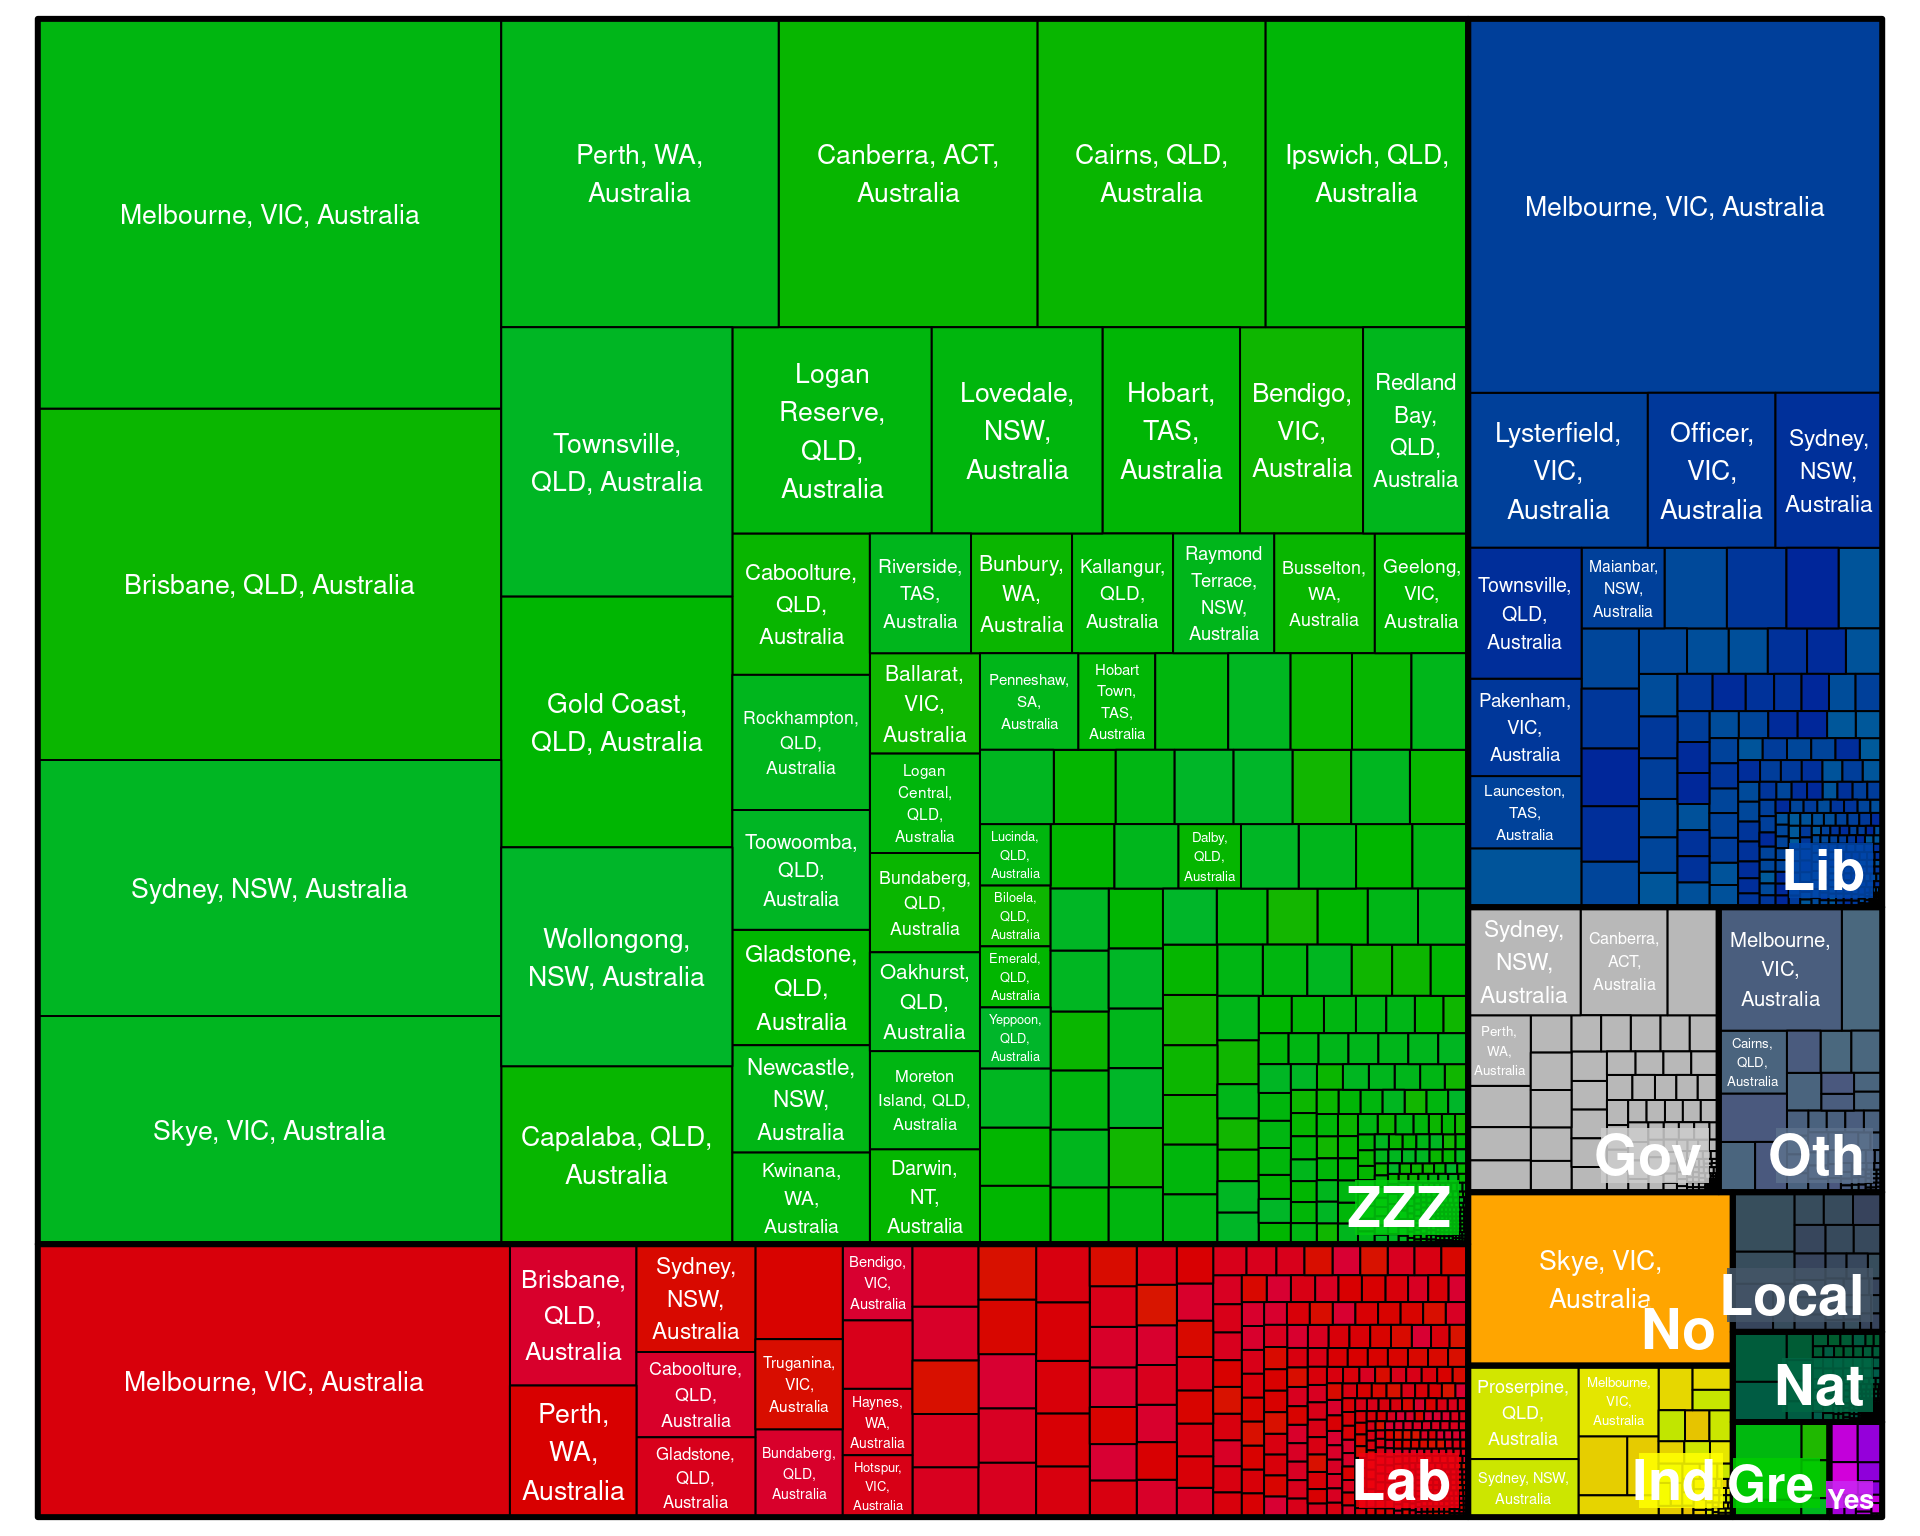 Melbourne, VIC, Australia
Brisbane, QLD, Australia
Sydney, NSW, Australia
Skye, VIC, Australia
Perth, WA,
Australia
Canberra, ACT,
Australia
Cairns, QLD,
Australia
Ipswich, QLD,
Australia
Townsville,
QLD, Australia
Gold Coast,
QLD, Australia
Wollongong,
NSW, Australia
Capalaba, QLD,
Australia
Logan
Reserve,
QLD,
Australia
Lovedale,
NSW,
Australia
Hobart,
TAS,
Australia
Bendigo,
VIC,
Australia
Redland
Bay,
QLD,
Australia
Caboolture,
QLD,
Australia
Rockhampton,
QLD,
Australia
Toowoomba,
QLD,
Australia
Gladstone,
QLD,
Australia
Newcastle,
NSW,
Australia
Kwinana,
WA,
Australia
Riverside,
TAS,
Australia
Bunbury,
WA,
Australia
Kallangur,
QLD,
Australia
Raymond
Terrace,
NSW,
Australia
Busselton,
WA,
Australia
Geelong,
VIC,
Australia
Ballarat,
VIC,
Australia
Logan
Central,
QLD,
Australia
Bundaberg,
QLD,
Australia
Oakhurst,
QLD,
Australia
Moreton
Island, QLD,
Australia
Darwin,
NT,
Australia
Penneshaw,
SA,
Australia
Hobart
Town,
TAS,
Australia
Lucinda,
QLD,
Australia
Biloela,
QLD,
Australia
Emerald,
QLD,
Australia
Yeppoon,
QLD,
Australia
Dalby,
QLD,
Australia
ZZZ
Melbourne, VIC, Australia
Brisbane,
QLD,
Australia
Perth,
WA,
Australia
Sydney,
NSW,
Australia
Caboolture,
QLD,
Australia
Gladstone,
QLD,
Australia
Truganina,
VIC,
Australia
Bundaberg,
QLD,
Australia
Bendigo,
VIC,
Australia
Haynes,
WA,
Australia
Hotspur,
VIC,
Australia
Lab
Melbourne, VIC, Australia
Lysterfield,
VIC,
Australia
Officer,
VIC,
Australia
Sydney,
NSW,
Australia
Townsville,
QLD,
Australia
Pakenham,
VIC,
Australia
Launceston,
TAS,
Australia
Maianbar,
NSW,
Australia
Lib
Sydney,
NSW,
Australia
Canberra,
ACT,
Australia
Perth,
WA,
Australia
Gov
Melbourne,
VIC,
Australia
Cairns,
QLD,
Australia
Oth
Skye, VIC,
Australia
No
Local
Nat
Proserpine,
QLD,
Australia
Sydney, NSW,
Australia
Melbourne,
VIC,
Australia
Ind
Gre
Yes